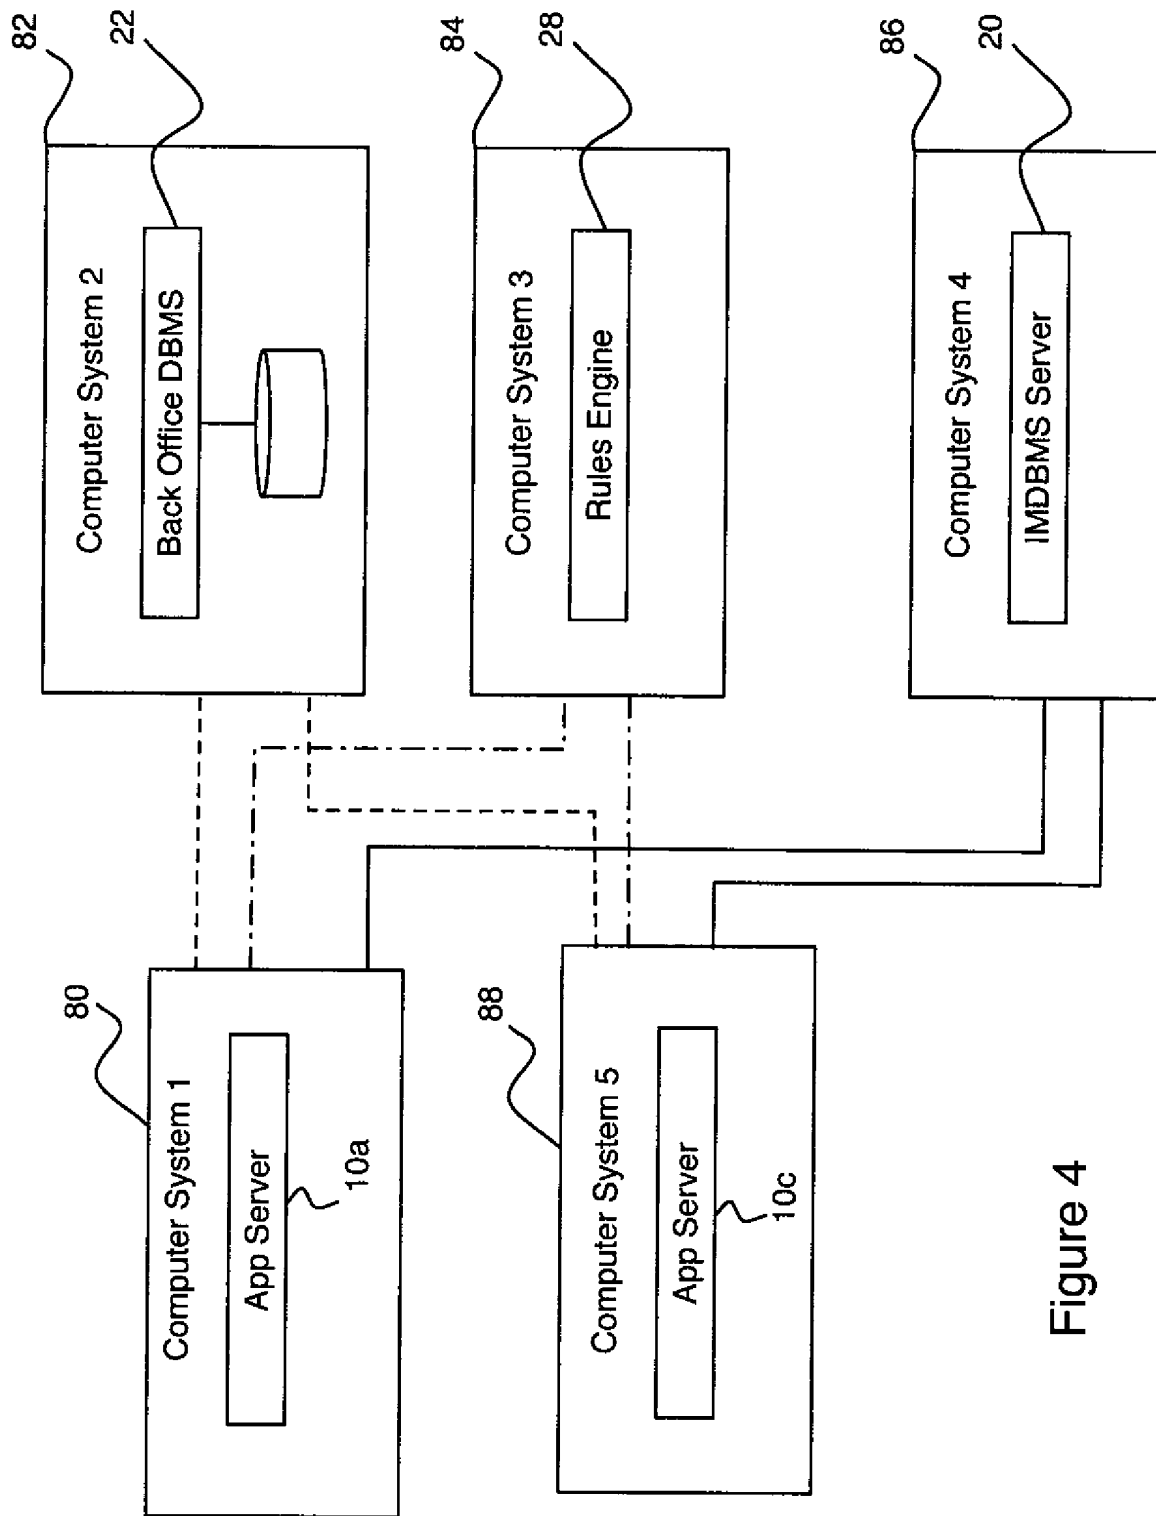 80
Computer System 1
App Server
10a
88
Computer System 5
App Server
10c
82
22
Computer System 2
Back Office DBMS
84
28
Computer System 3
Rules Engine
86
20
Computer System 4
IMDBMS Server
Figure 4